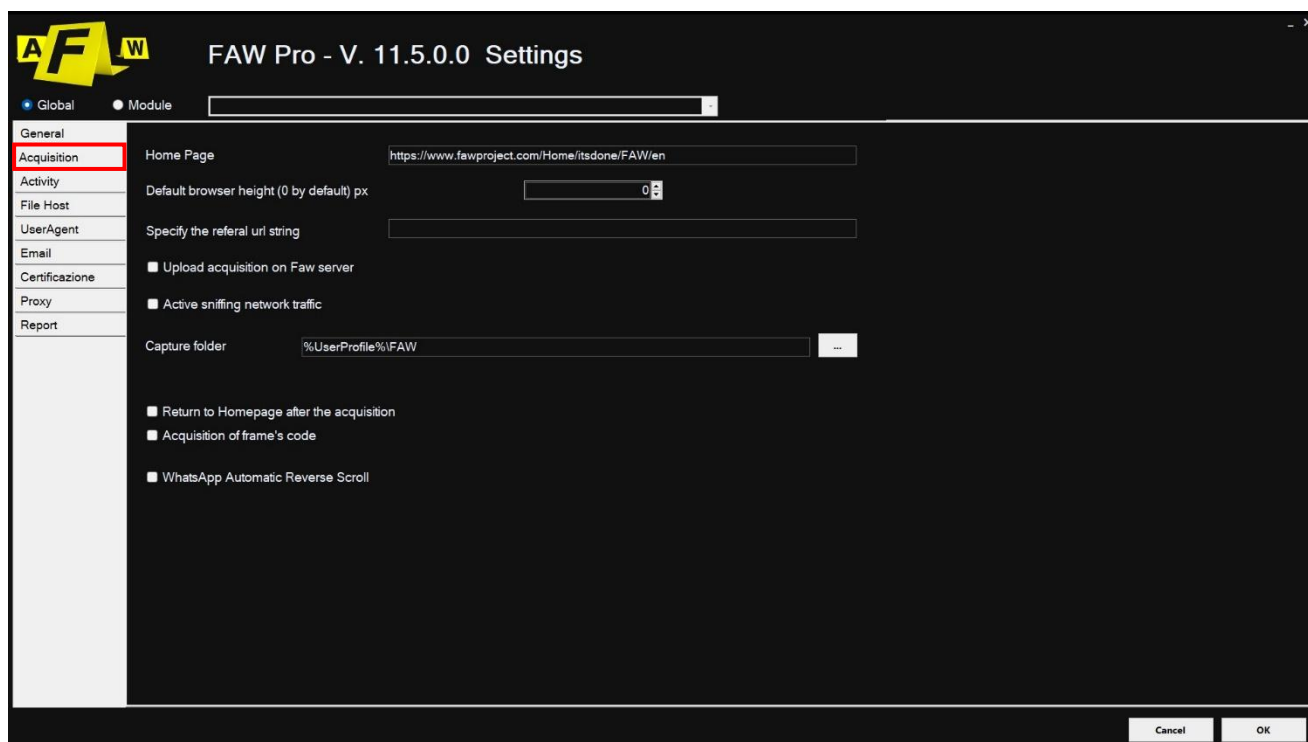 A F W
FAW Pro - V. 11.5.0.0 Settings
Global
Module
General
Acquisition
Activity
File Host
UserAgent
Email
Certificazione
Proxy
Report
Home Page
https://www.fawproject.com/Home/itsdone/FAW/en
Default browser height (0 by default) px
0
Specify the referal url string
Upload acquisition on Faw server
Active sniffing network traffic
Capture folder
%UserProfile%\FAW
...
Return to Homepage after the acquisition
Acquisition of frame's code
WhatsApp Automatic Reverse Scroll
Cancel
OK